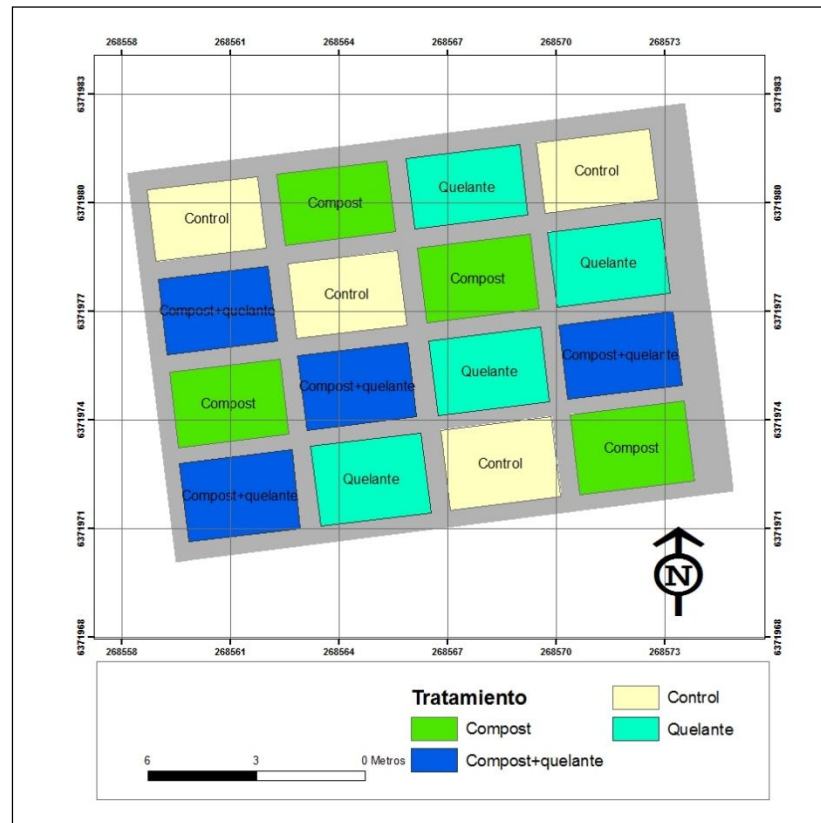 268558 268561 268564 268567 268570 268573
6371983 6371983
Control Compost Quelante Control
6371980 6371980
Compost+quelante Control Compost Quelante
6371977 6371977
Compost Compost+quelante Quelante Compost+quelante
6371974 6371974
Compost+quelante Quelante Control Compost
6371971 6371971
N
6371968 6371968
268558 268561 268564 268567 268570 268573
Tratamiento
Control
Compost
Quelante
Compost+quelante
6 3 0 Metros